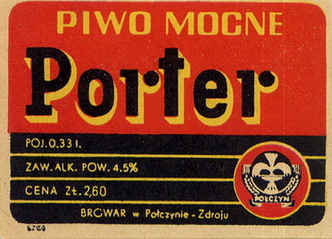 PIWO MOCNE
Porter
POJ. 0,33 l.
ZAW. ALK. POW. 4.5%
CENA ZŁ. 2,60
POŁCZYN
BROWAR w Połczynie - Zdroju